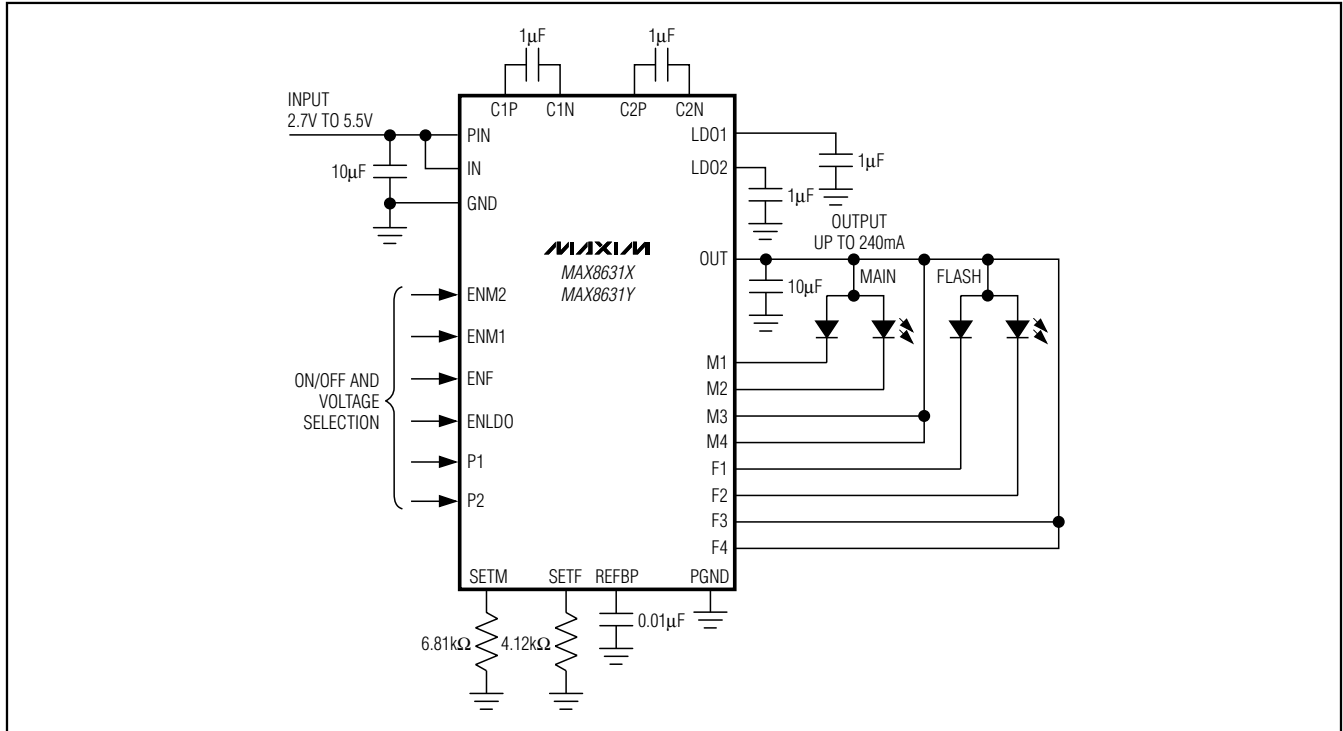 1μF
1μF
INPUT
2.7V TO 5.5V
C1P
C1N
C2P
C2N
PIN
LDO1
10μF
IN
LDO2
1μF
1μF
GND
OUTPUT
UP TO 240mA
MAXIM
MAX8631X
MAX8631Y
OUT
MAIN
FLASH
10μF
ENM2
ENM1
ENF
ENLDO
P1
P2
ON/OFF AND
VOLTAGE
SELECTION
M1
M2
M3
M4
F1
F2
F3
F4
SETM
SETF
REFBP
PGND
6.81kΩ
4.12kΩ
0.01μF